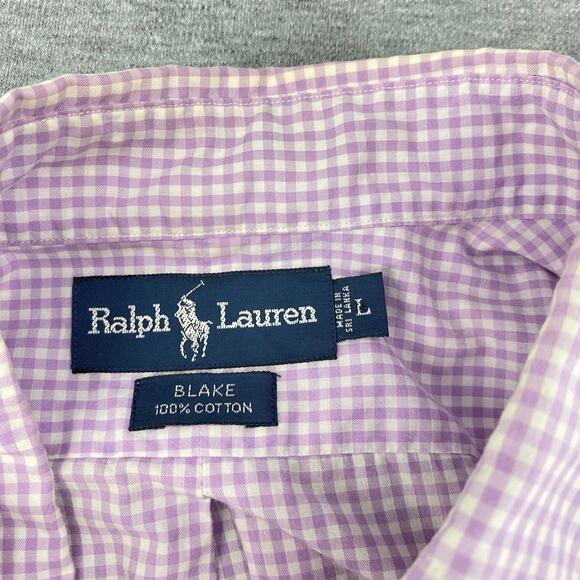 Ralph Lauren
MADE IN
SRI LANKA
L
BLAKE
100% COTTON